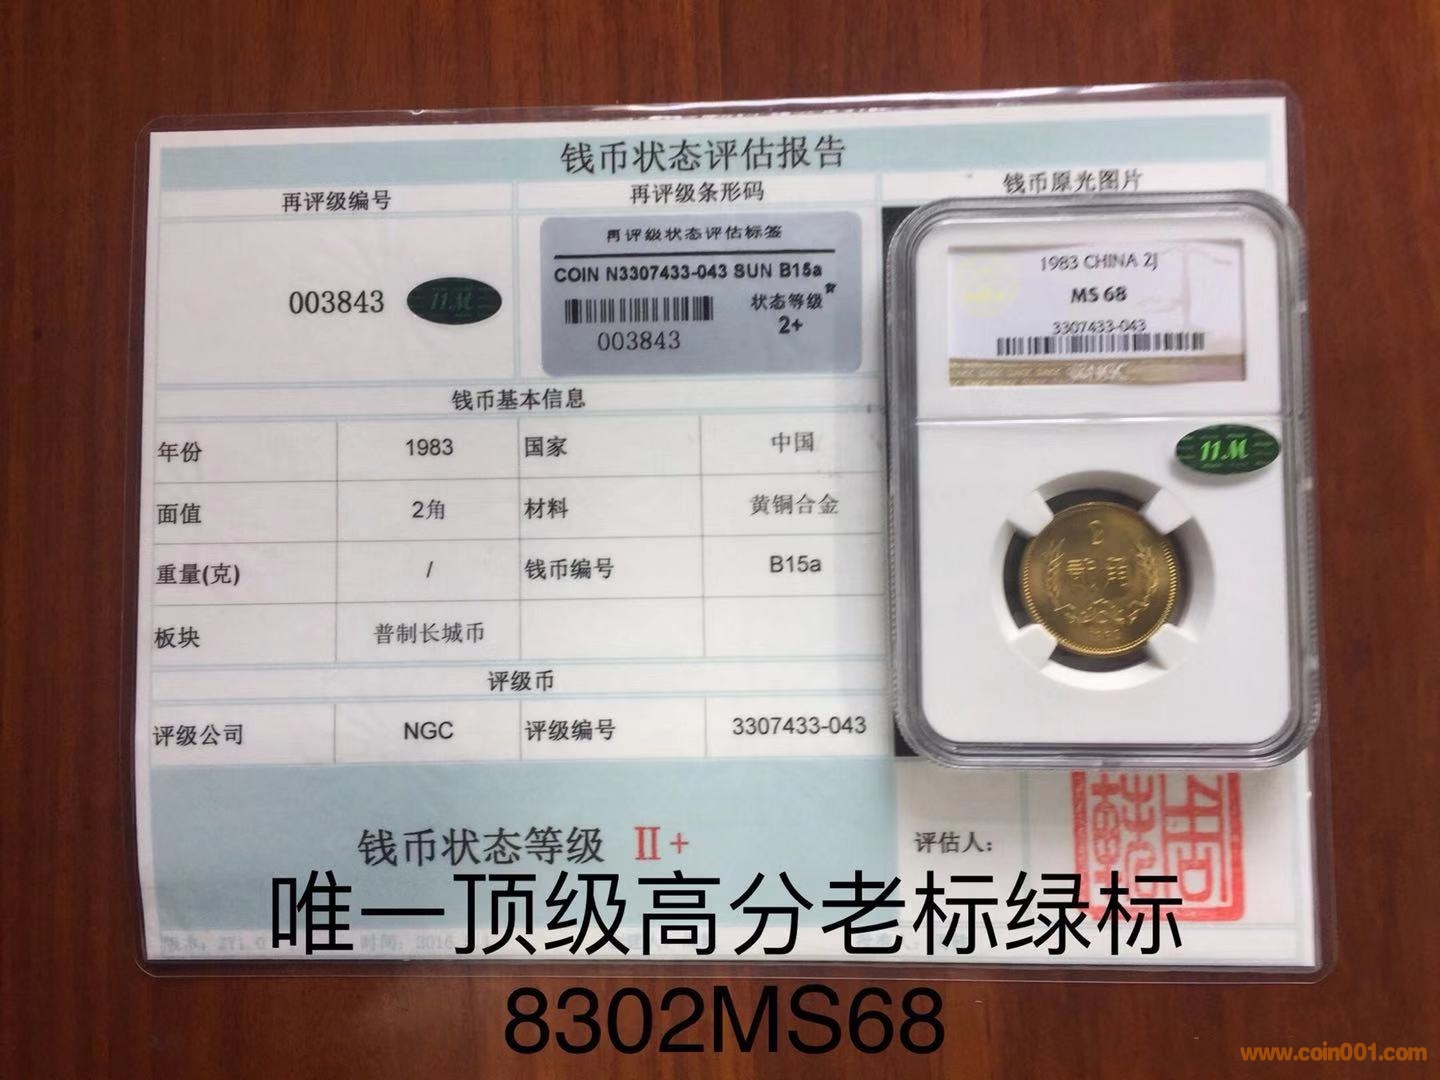 钱币状态评估报告
再评级编号
再评级条形码
钱币原光图片
003843
11.M
再评级状态评估标签
COIN N3307433-043 SUN B15a
状态等级
2+
003843
1983 CHINA 2J
MS 68
3307433-043
NGC
11.M
钱币基本信息
年份 1983 国家 中国
面值 2角 材料 黄铜合金
重量(克) / 钱币编号 B15a
板块 普制长城币
评级币
评级公司 NGC 评级编号 3307433-043
2
贰角
钱币状态等级 II+
评估人:
唯一顶级高分老标绿标
8302MS68
www.coin001.com